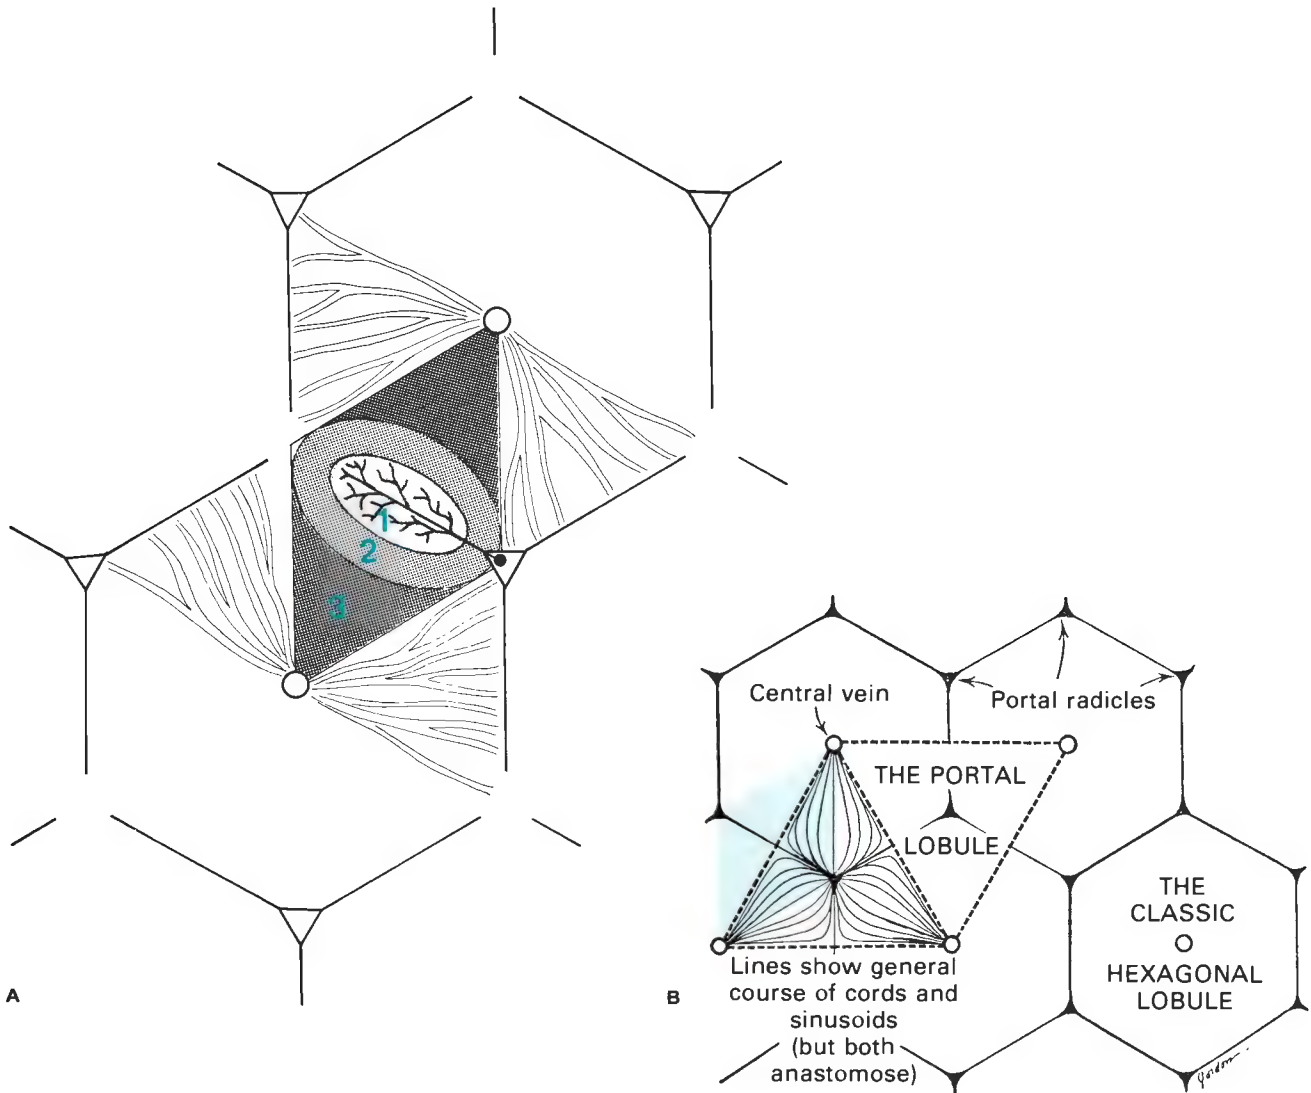 1
2
3
A
Central vein
Portal radicles
THE PORTAL
LOBULE
THE
CLASSIC
HEXAGONAL
LOBULE
Lines show general
course of cords and
sinusoids
(but both
anastomose)
B
Gordon